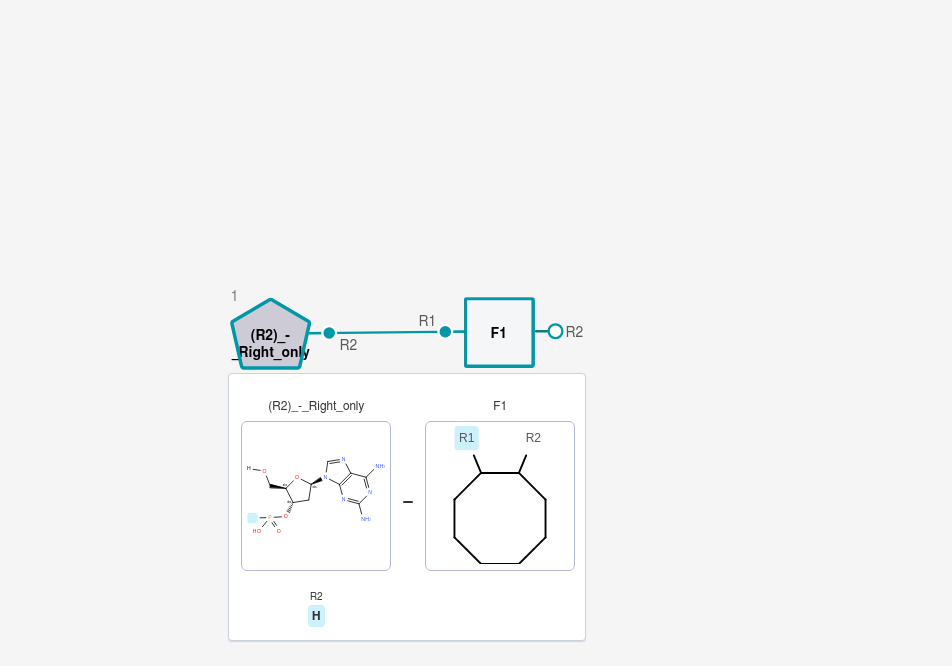 1
(R2)_-
_Right_only
R2
R1
F1
R2
(R2)_-_Right_only
F1
R1
R2
H
O
O
N
N
NH₂
N
N
NH₂
O
P
HO
O
–
R2
H